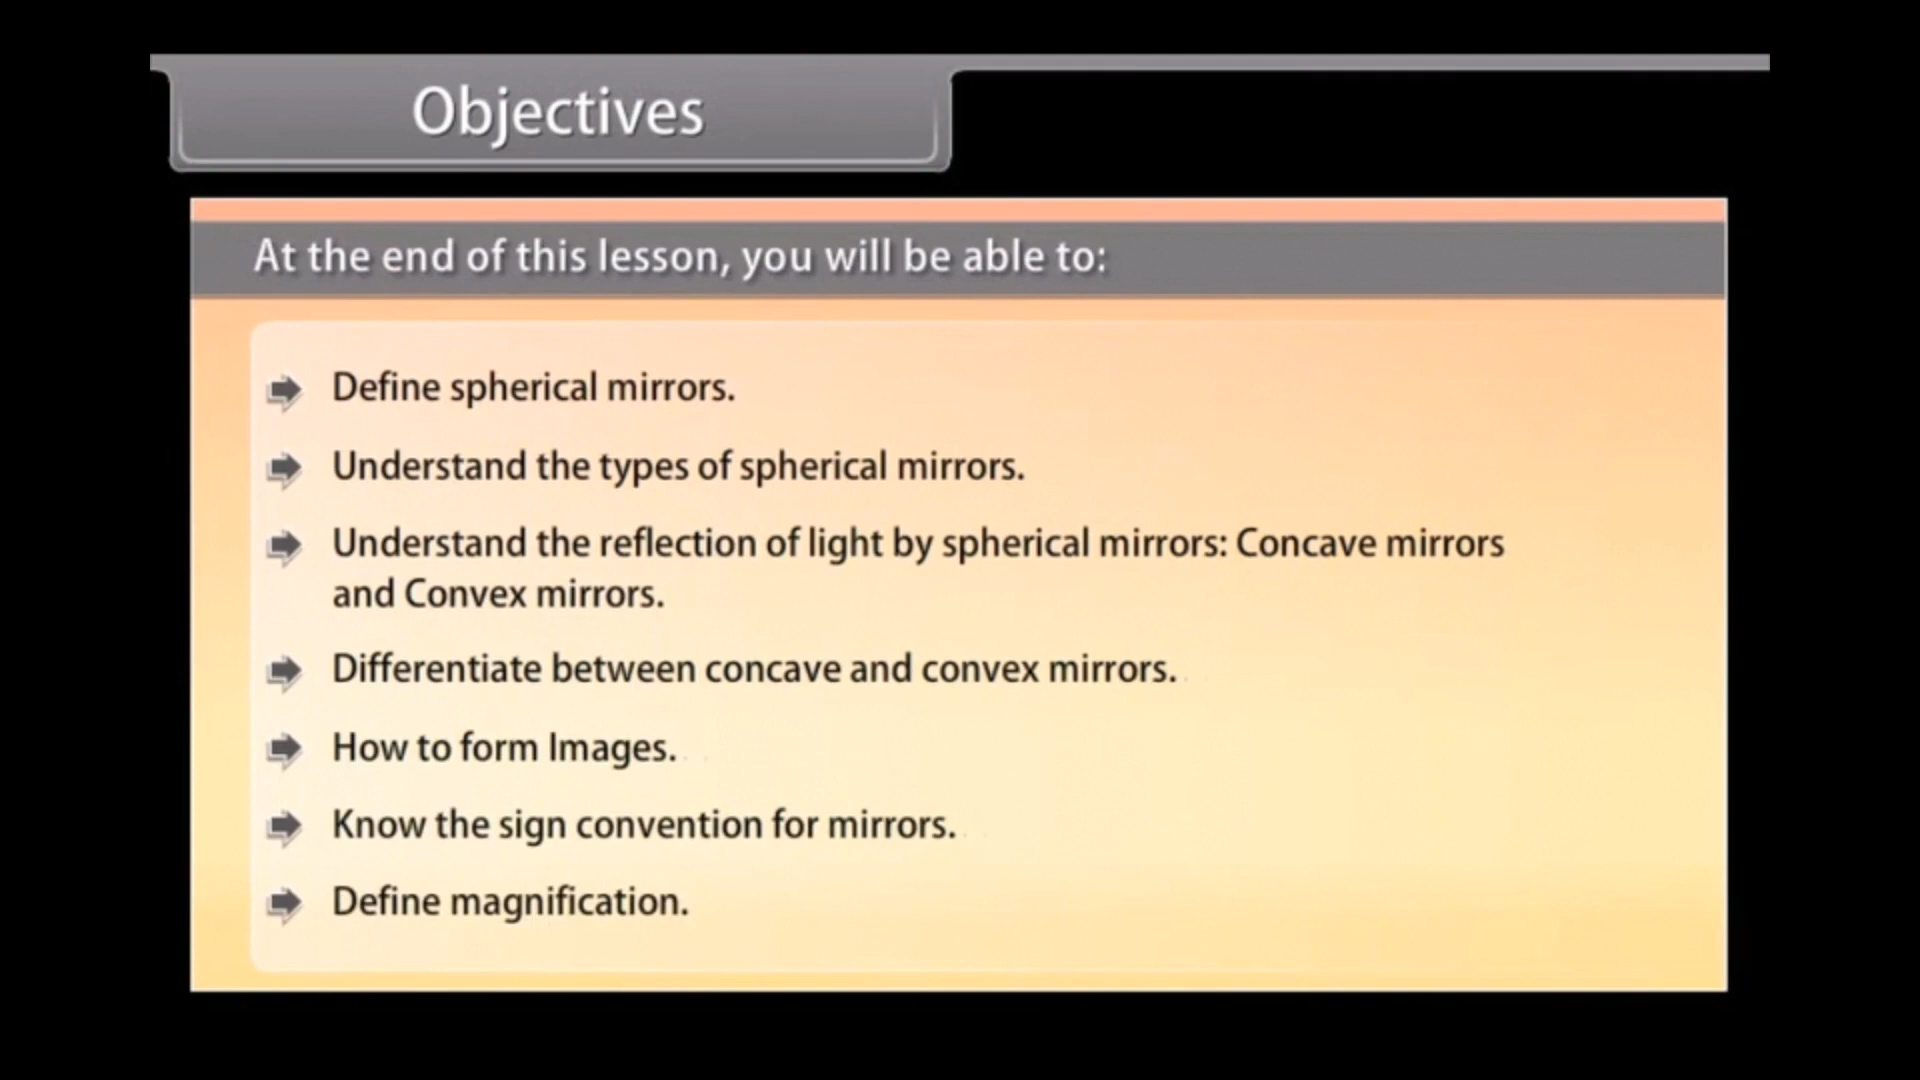 Objectives
At the end of this lesson, you will be able to:
Define spherical mirrors.
Understand the types of spherical mirrors.
Understand the reflection of light by spherical mirrors: Concave mirrors
and Convex mirrors.
Differentiate between concave and convex mirrors.
How to form Images.
Know the sign convention for mirrors.
Define magnification.